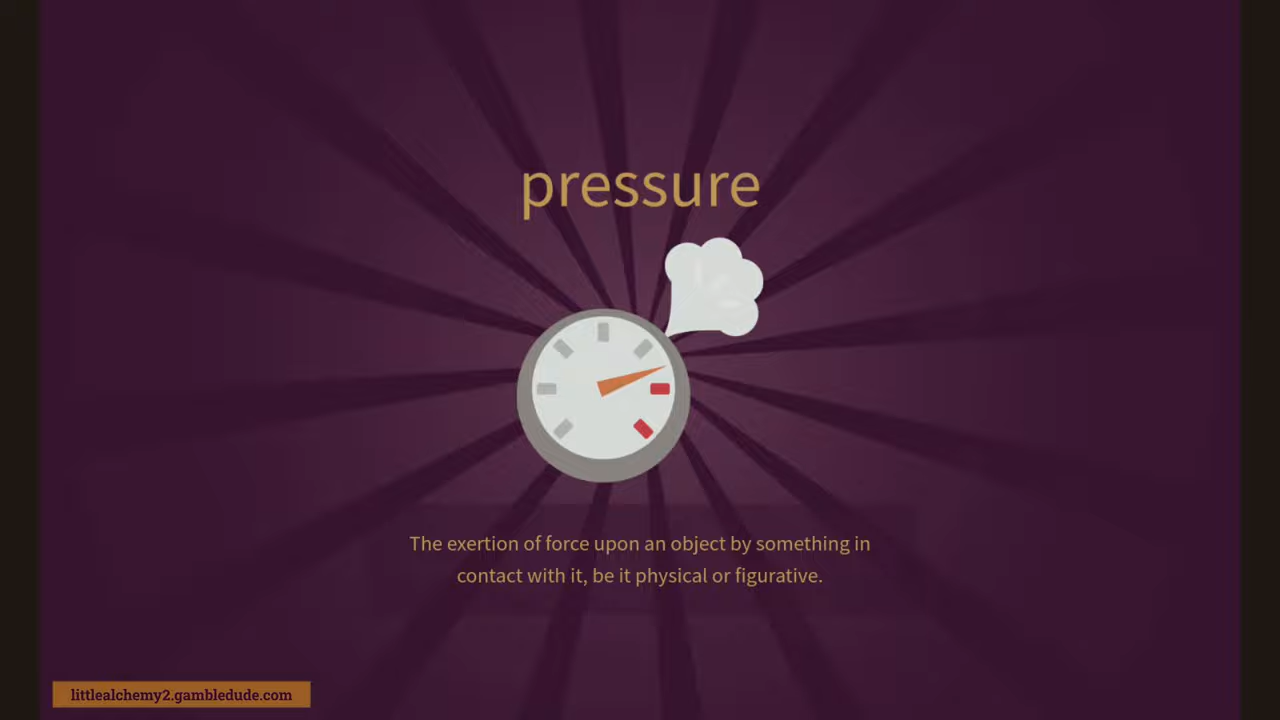 pressure
The exertion of force upon an object by something in
contact with it, be it physical or figurative.
littlealchemy2.gambledude.com